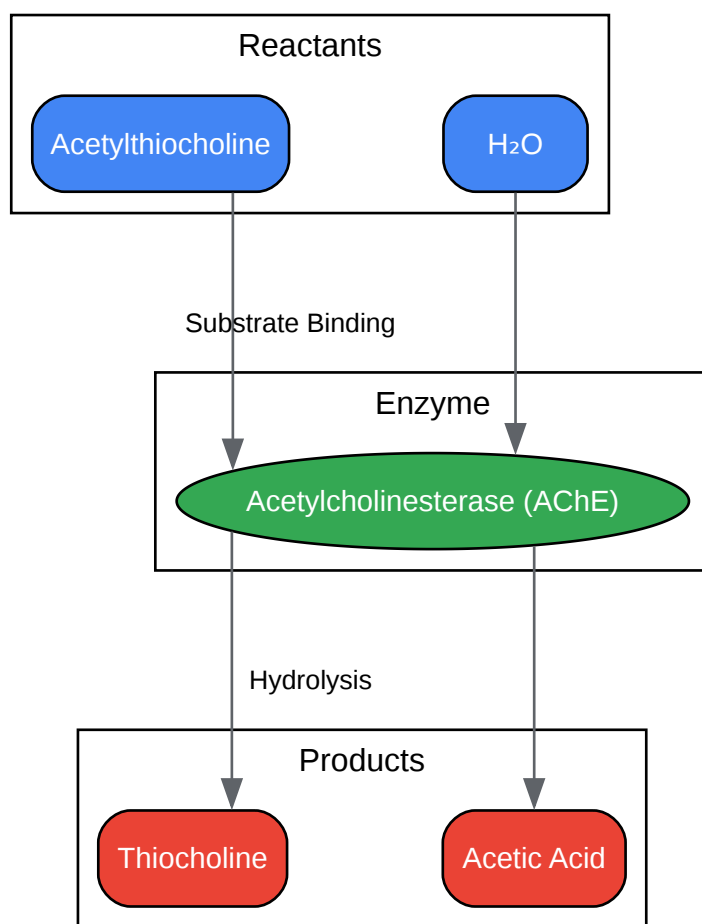 Reactants
Acetylthiocholine
H₂O
Substrate Binding
Enzyme
Acetylcholinesterase (AChE)
Hydrolysis
Products
Thiocholine
Acetic Acid